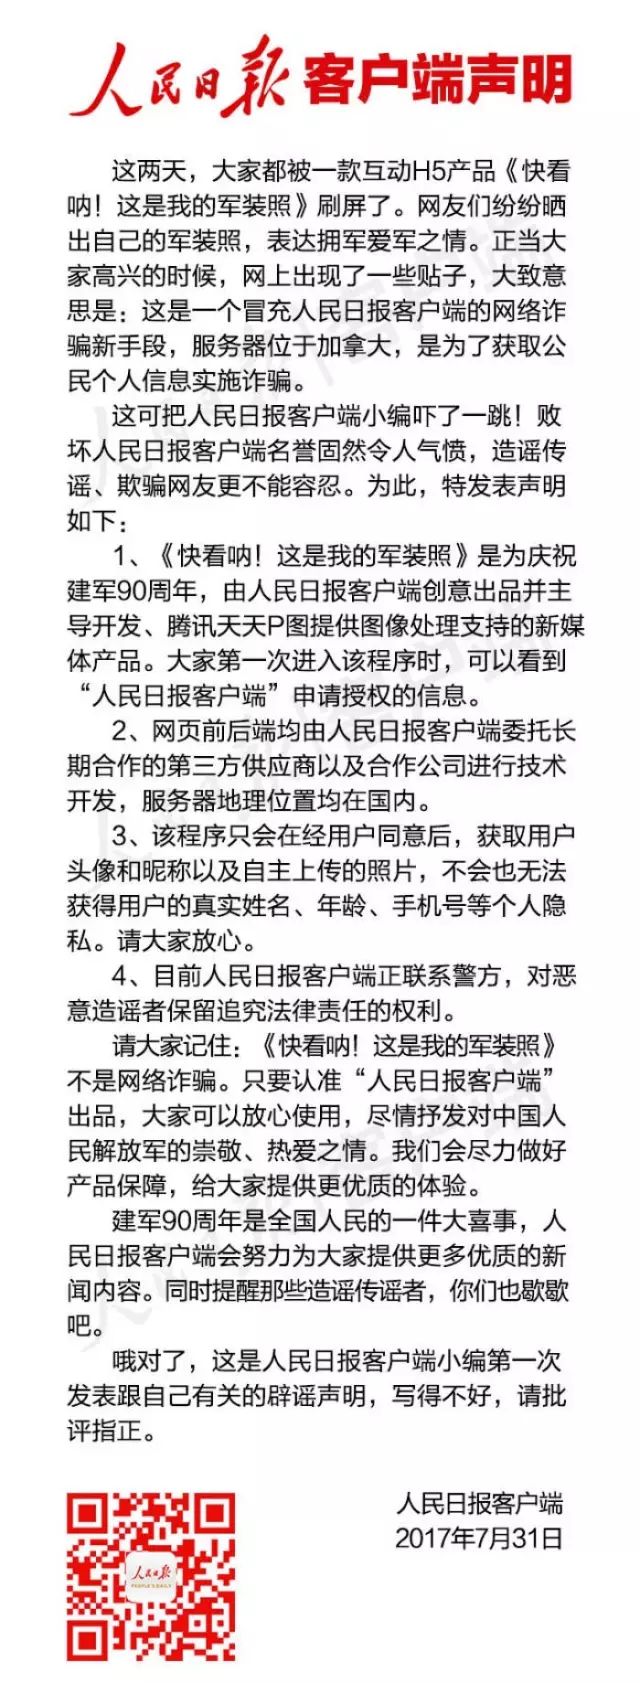 人民日报 客户端声明
这两天，大家都被一款互动H5产品《快看
呐！这是我的军装照》刷屏了。网友们纷纷晒
出自己的军装照，表达拥军爱军之情。正当大
家高兴的时候，网上出现了一些贴子，大致意
思是：这是一个冒充人民日报客户端的网络诈
骗新手段，服务器位于加拿大，是为了获取公
民个人信息实施诈骗。
这可把人民日报客户端小编吓了一跳！败
坏人民日报客户端名誉固然令人气愤，造谣传
谣、欺骗网友更不能容忍。为此，特发表声明
如下：
1、《快看呐！这是我的军装照》是为庆祝
建军90周年，由人民日报客户端创意出品并主
导开发、腾讯天天P图提供图像处理支持的新媒
体产品。大家第一次进入该程序时，可以看到
“人民日报客户端”申请授权的信息。
2、网页前后端均由人民日报客户端委托长
期合作的第三方供应商以及合作公司进行技术
开发，服务器地理位置均在国内。
3、该程序只会在经用户同意后，获取用户
头像和昵称以及自主上传的照片，不会也无法
获得用户的真实姓名、年龄、手机号等个人隐
私。请大家放心。
4、目前人民日报客户端正联系警方，对恶
意造谣者保留追究法律责任的权利。
请大家记住：《快看呐！这是我的军装照》
不是网络诈骗。只要认准“人民日报客户端”
出品，大家可以放心使用，尽情抒发对中国人
民解放军的崇敬、热爱之情。我们会尽力做好
产品保障，给大家提供更优质的体验。
建军90周年是全国人民的一件大喜事，人
民日报客户端会努力为大家提供更多优质的新
闻内容。同时提醒那些造谣传谣者，你们也歇歇
吧。
哦对了，这是人民日报客户端小编第一次
发表跟自己有关的辟谣声明，写得不好，请批
评指正。
人民日报客户端
2017年7月31日
人民日报
PEOPLE'S DAILY